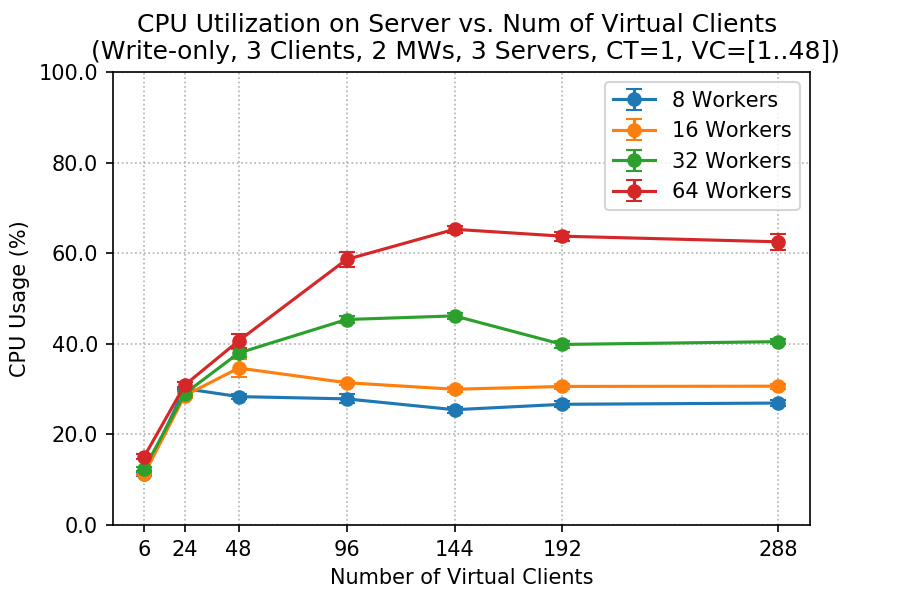 CPU Utilization on Server vs. Num of Virtual Clients
(Write-only, 3 Clients, 2 MWs, 3 Servers, CT=1, VC=[1..48])
100.0
80.0
60.0
40.0
20.0
0.0
CPU Usage (%)
8 Workers
16 Workers
32 Workers
64 Workers
6 24 48 96 144 192 288
Number of Virtual Clients